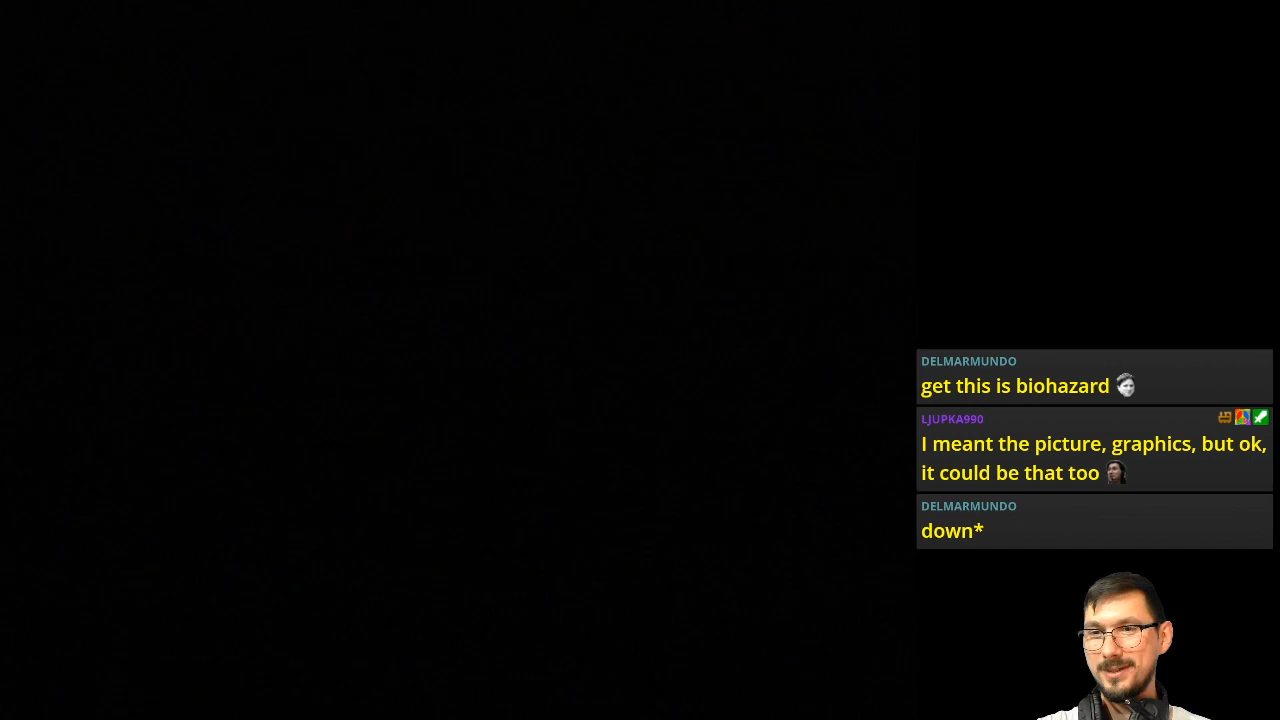 DELMARMUNDO
get this is biohazard
LJUPKA990
I meant the picture, graphics, but ok,
it could be that too
DELMARMUNDO
down*